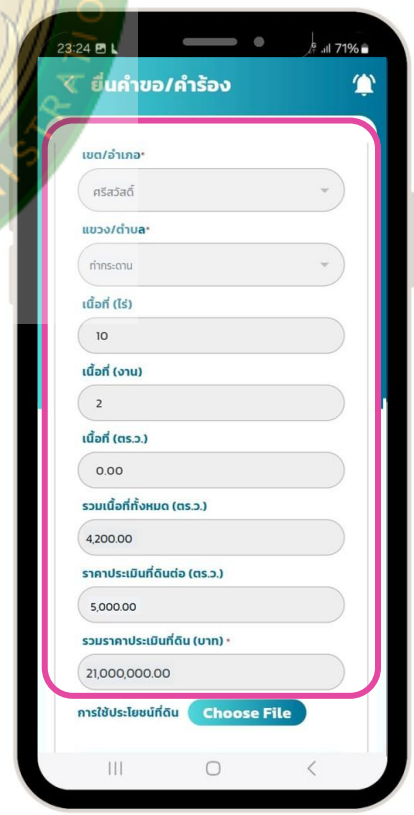 23:24
71%
ยื่นคำขอ/คำร้อง
เขต/อำเภอ*
ศรีสวัสดิ์
แขวง/ตำบล*
ท่ากระดาน
เนื้อที่ (ไร่)
10
เนื้อที่ (งาน)
2
เนื้อที่ (ตร.ว.)
0.00
รวมเนื้อที่ทั้งหมด (ตร.ว.)
4,200.00
ราคาประเมินที่ดินต่อ (ตร.ว.)
5,000.00
รวมราคาประเมินที่ดิน (บาท) *
21,000,000.00
การใช้ประโยชน์ที่ดิน Choose File